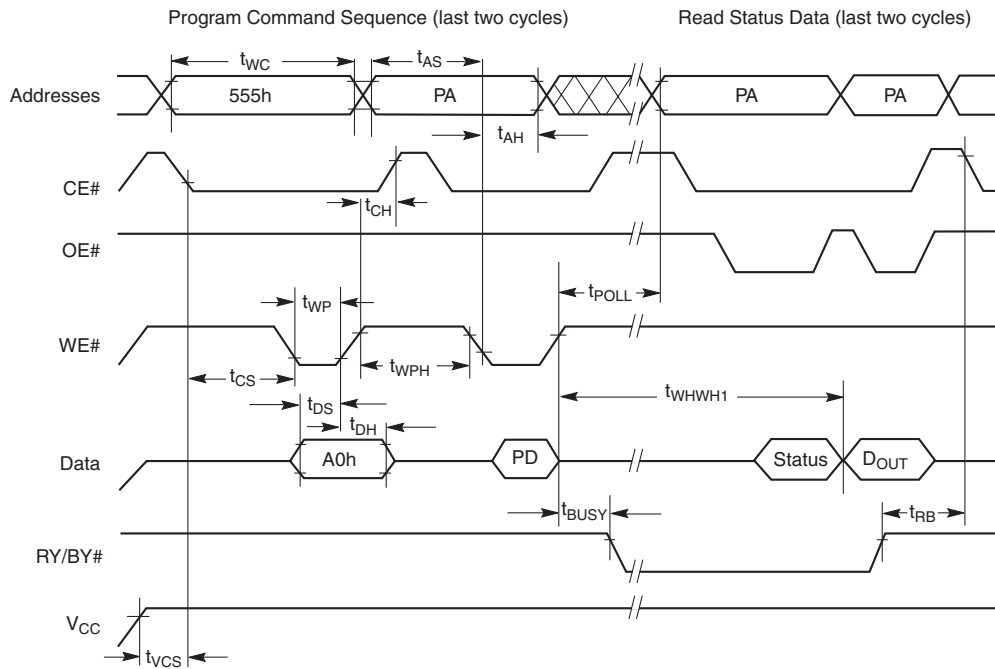 Program Command Sequence (last two cycles) Read Status Data (last two cycles)
tWC tAS
Addresses 555h PA PA PA
tAH
CE#
tCH
OE#
tWP tPOLL
WE#
tWPH
tCS tWHWH1
tDS
tDH
Data A0h PD Status DOUT
tBUSY tRB
RY/BY#
VCC
tVCS